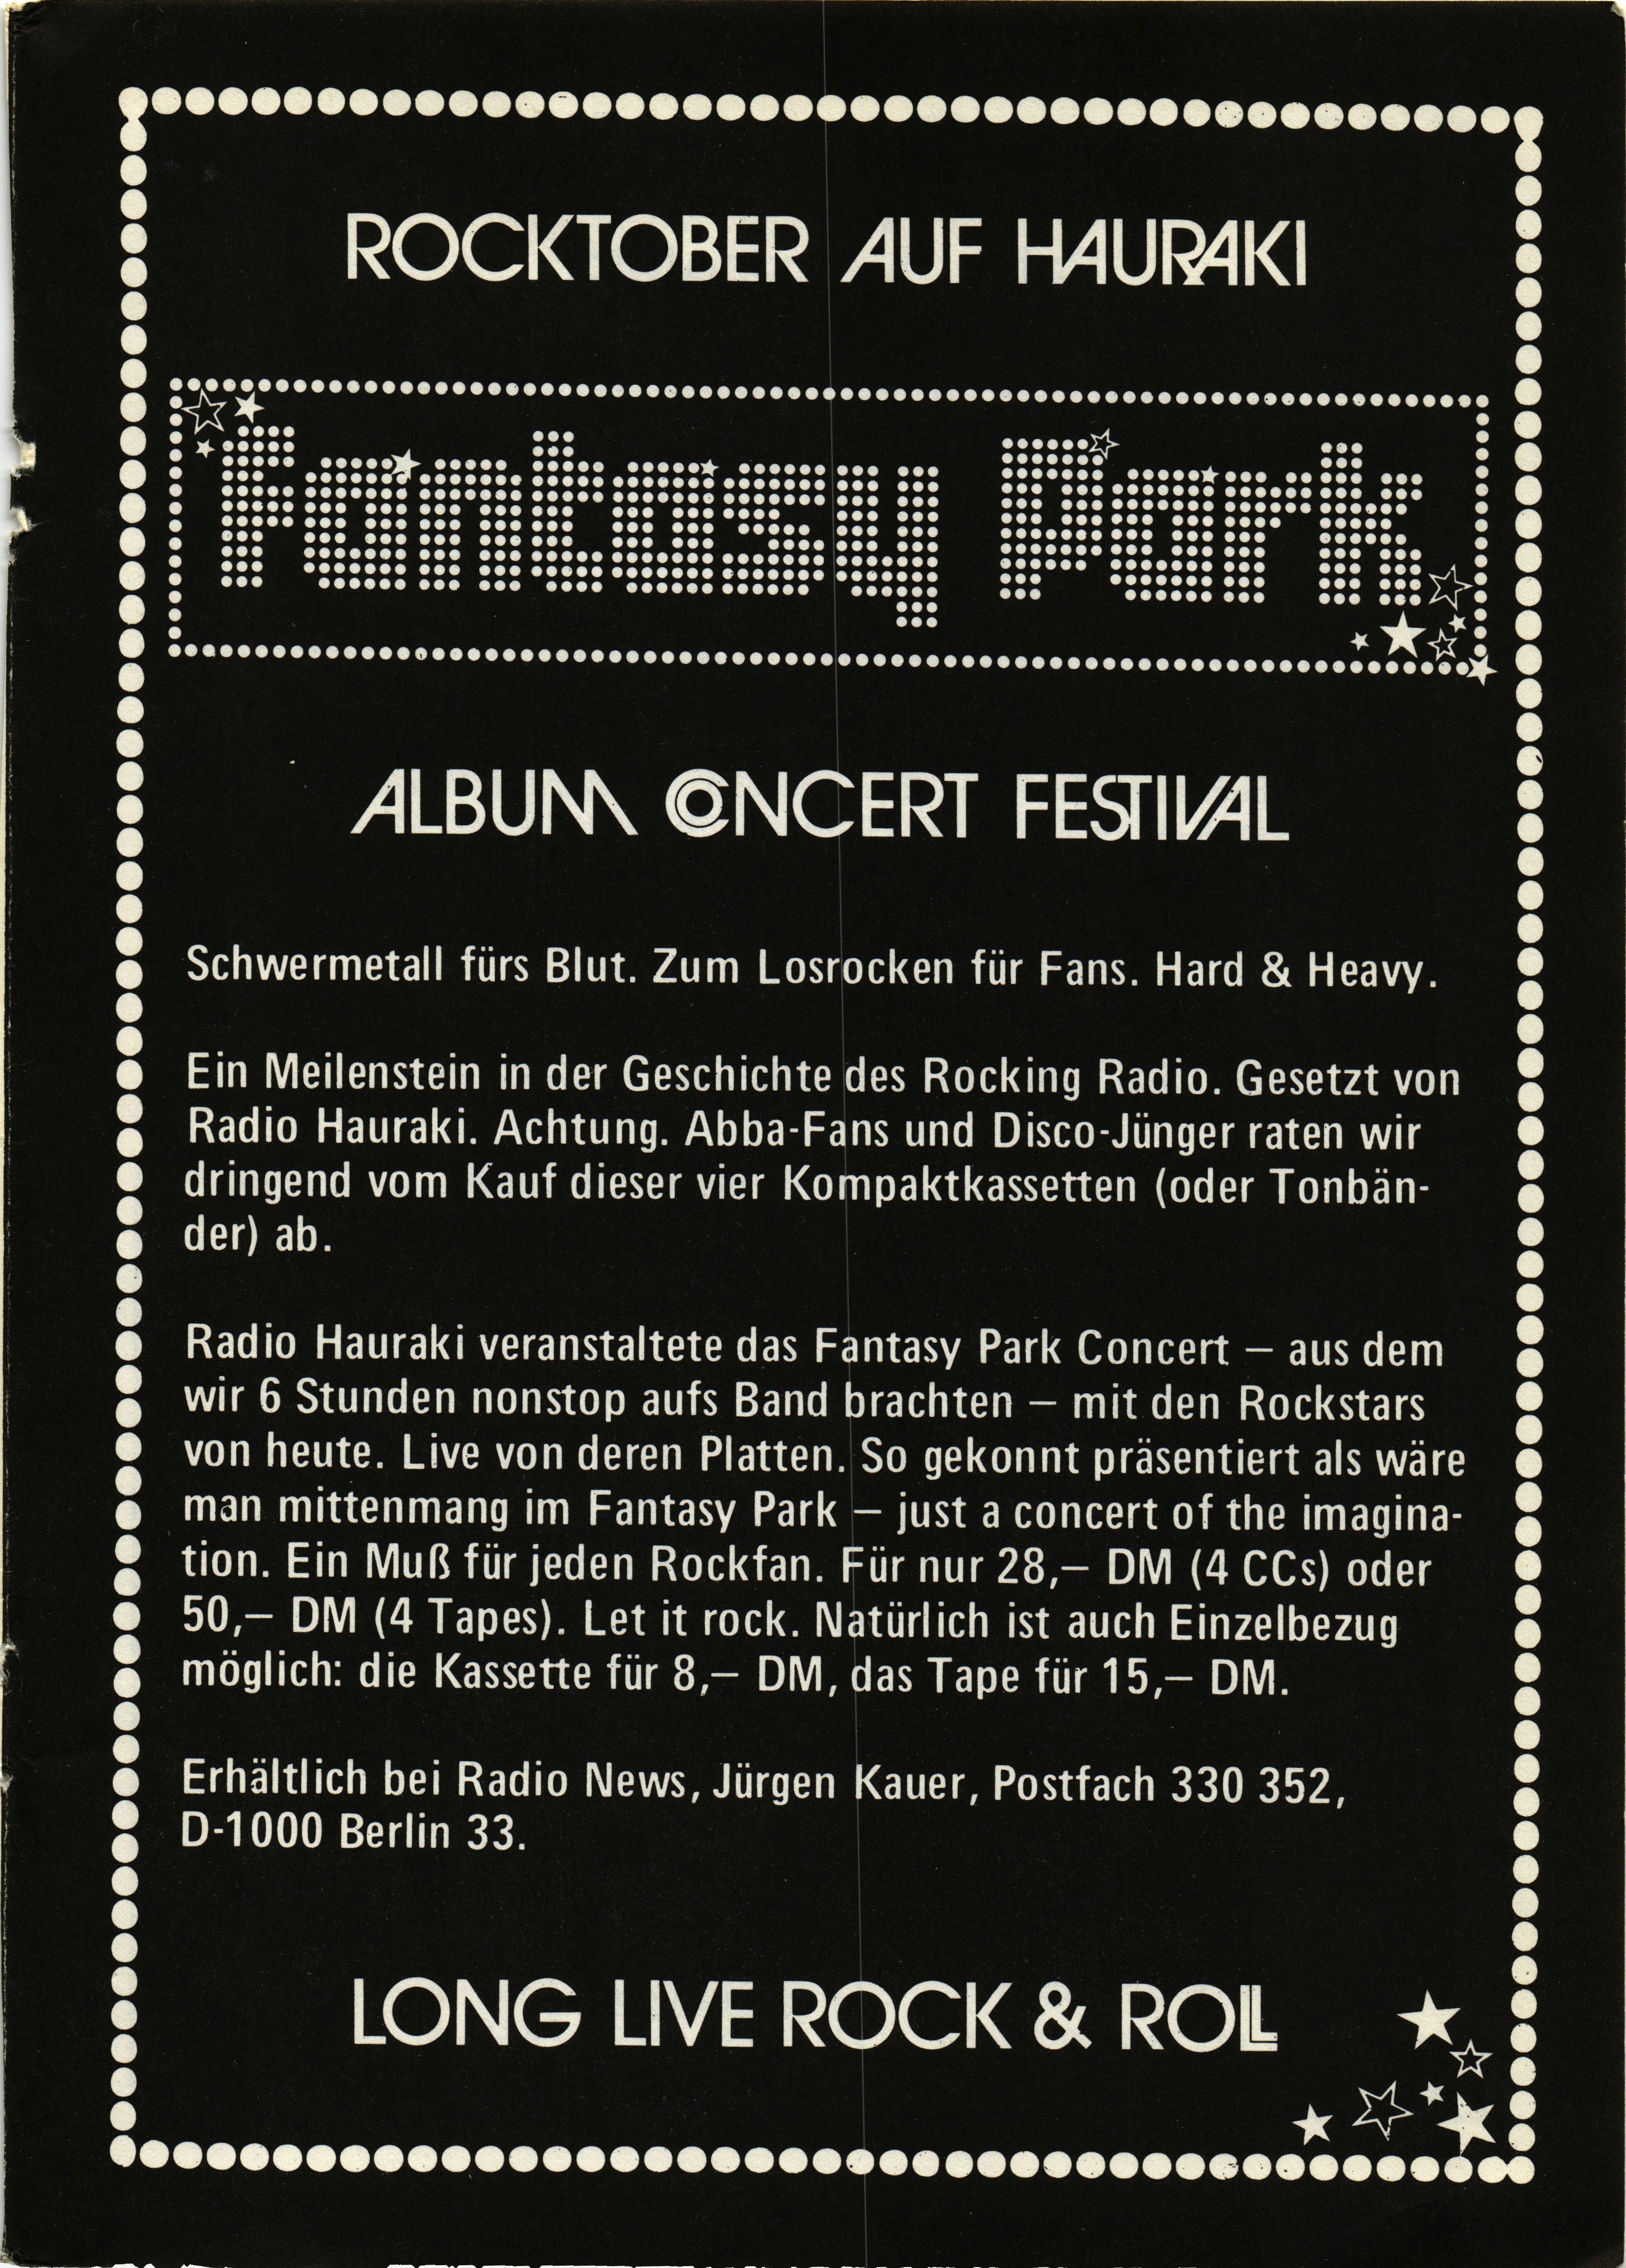 ROCKTOBER AUF HAURAKI
Fantasy Park
ALBUM CONCERT FESTIVAL
Schwermetall fürs Blut. Zum Losrocken für Fans. Hard & Heavy.
Ein Meilenstein in der Geschichte des Rocking Radio. Gesetzt von
Radio Hauraki. Achtung. Abba-Fans und Disco-Jünger raten wir
dringend vom Kauf dieser vier Kompaktkassetten (oder Tonbän-
der) ab.
Radio Hauraki veranstaltete das Fantasy Park Concert – aus dem
wir 6 Stunden nonstop aufs Band brachten – mit den Rockstars
von heute. Live von deren Platten. So gekonnt präsentiert als wäre
man mittenmang im Fantasy Park – just a concert of the imagina-
tion. Ein Muß für jeden Rockfan. Für nur 28,– DM (4 CCs) oder
50,– DM (4 Tapes). Let it rock. Natürlich ist auch Einzelbezug
möglich: die Kassette für 8,– DM, das Tape für 15,– DM.
Erhältlich bei Radio News, Jürgen Kauer, Postfach 330 352,
D-1000 Berlin 33.
LONG LIVE ROCK & ROLL